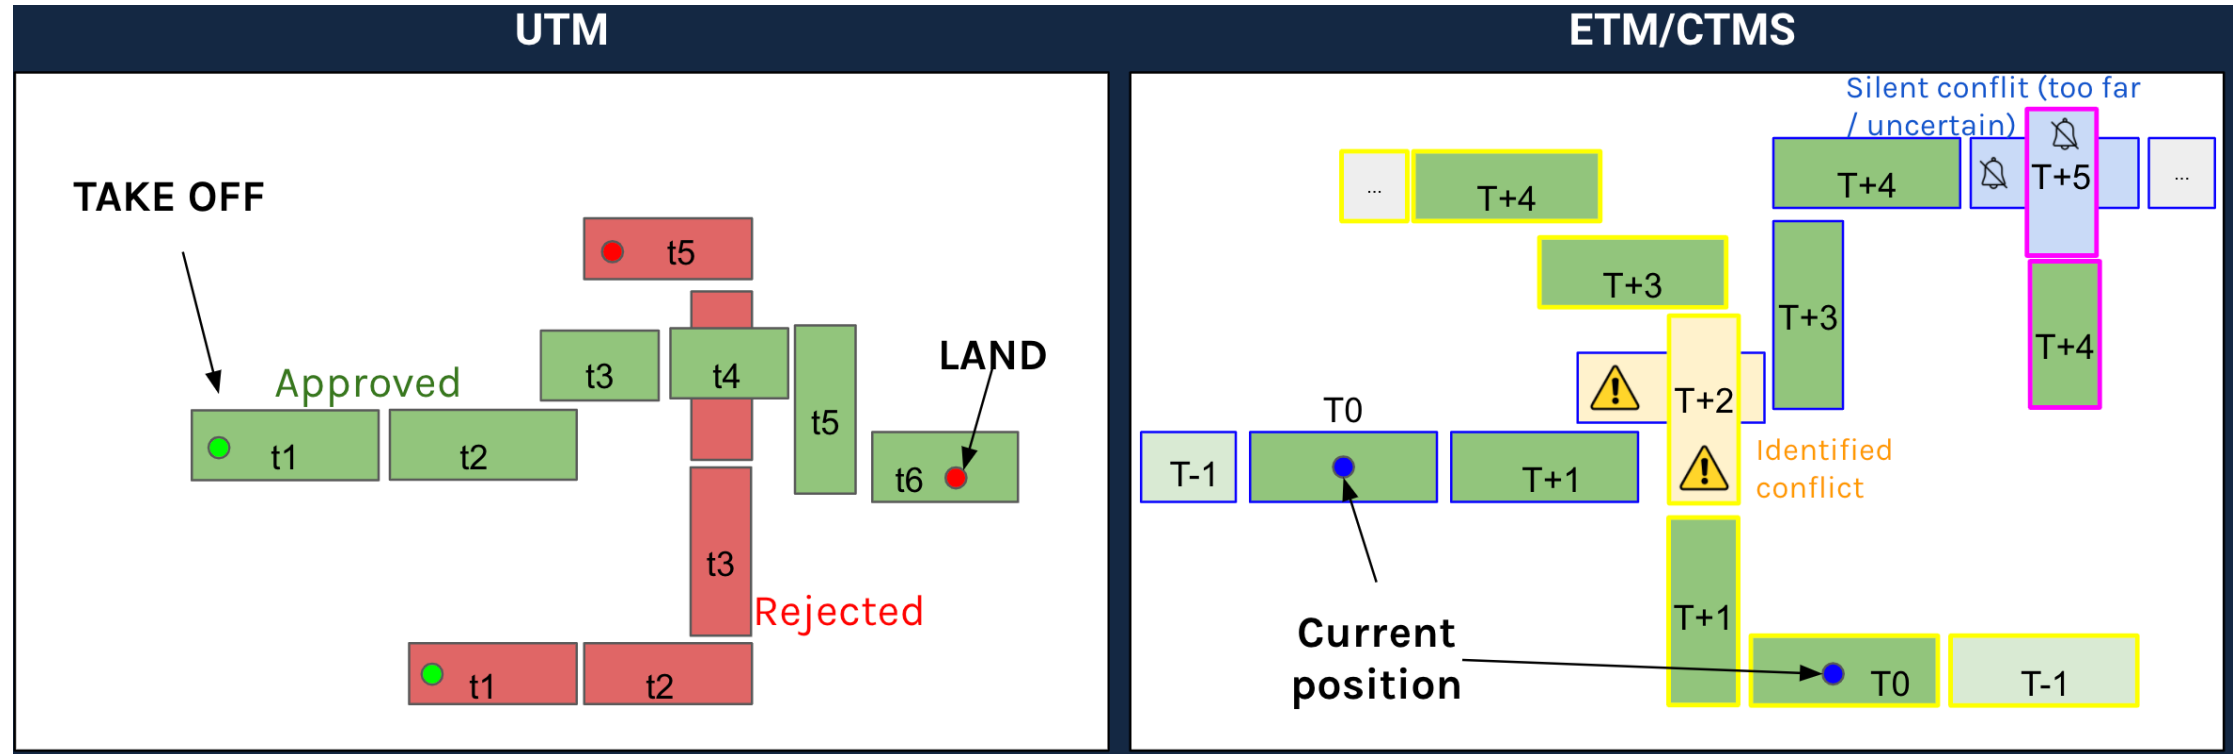 UTM
TAKE OFF
t5
t3
t4
LAND
Approved
t5
t1
t2
t6
t3
Rejected
t1
t2
ETM/CTMS
Silent conflit (too far
/ uncertain)
...
T+4
T+4
T+5
...
T+3
T+3
T+4
T0
T+2
T-1
T+1
Identified
conflict
Current
position
T+1
T0
T-1